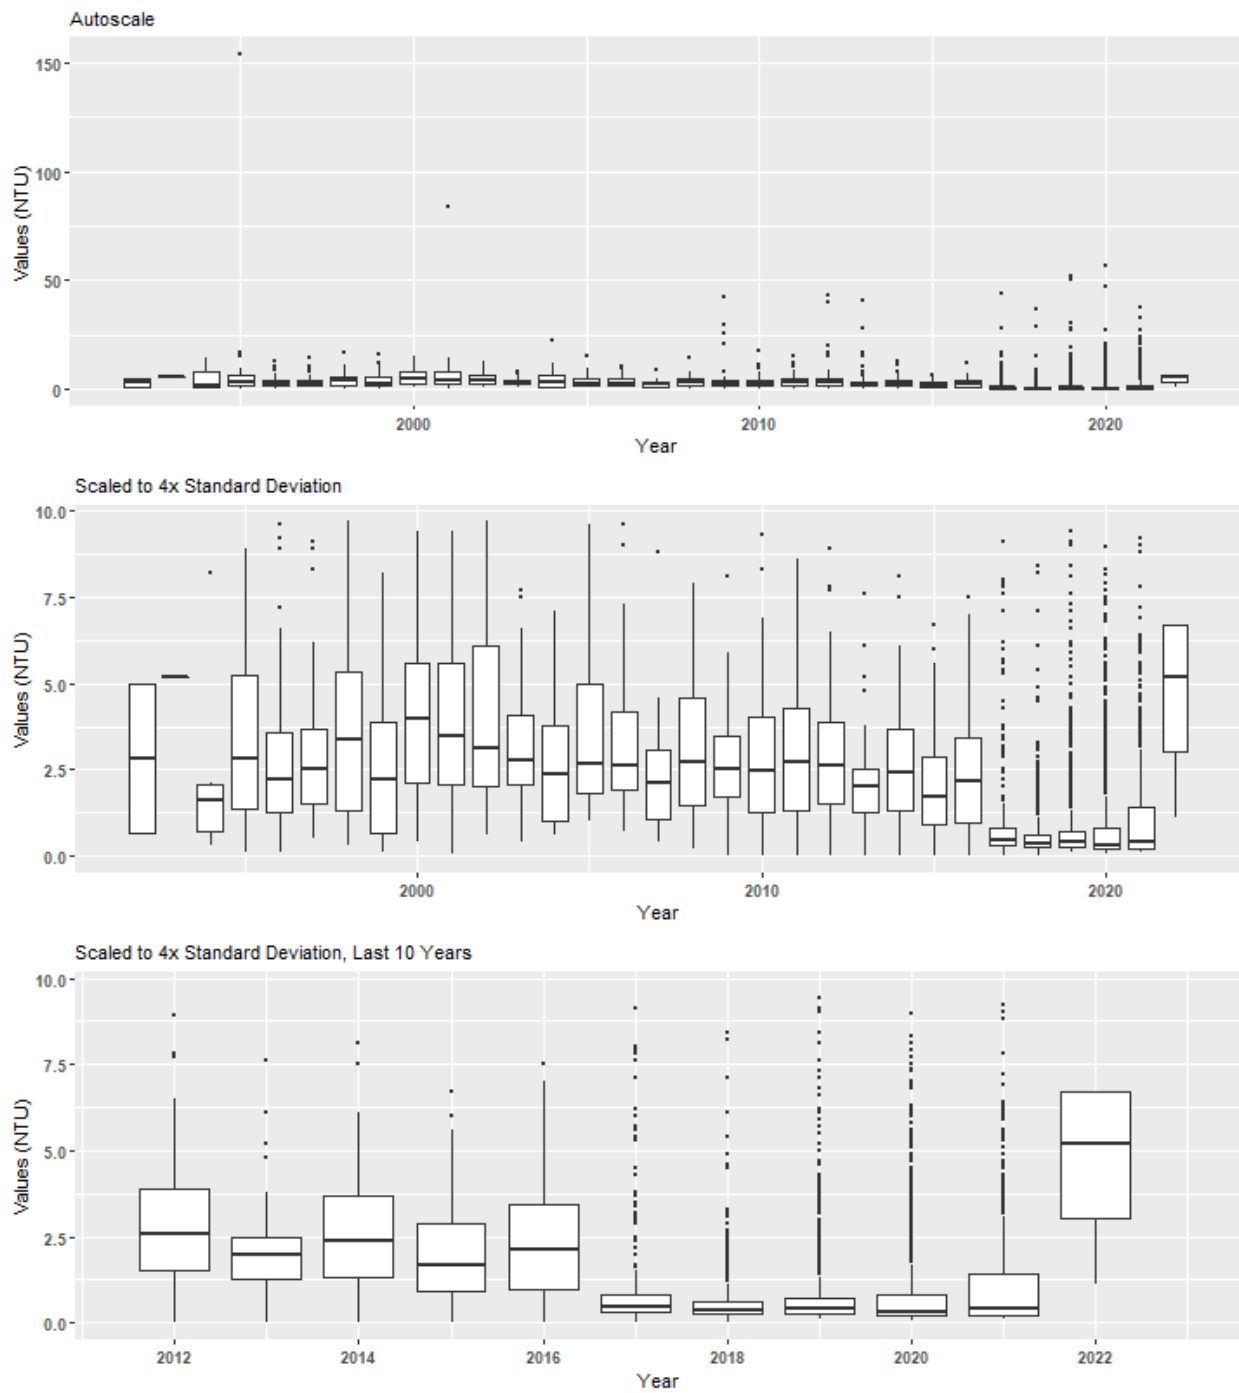 Autoscale
150
100
50
0
Values (NTU)
2000 2010 2020
Year
Scaled to 4x Standard Deviation
10.0
7.5
5.0
2.5
0.0
Values (NTU)
2000 2010 2020
Year
Scaled to 4x Standard Deviation, Last 10 Years
10.0
7.5
5.0
2.5
0.0
Values (NTU)
2012 2014 2016 2018 2020 2022
Year